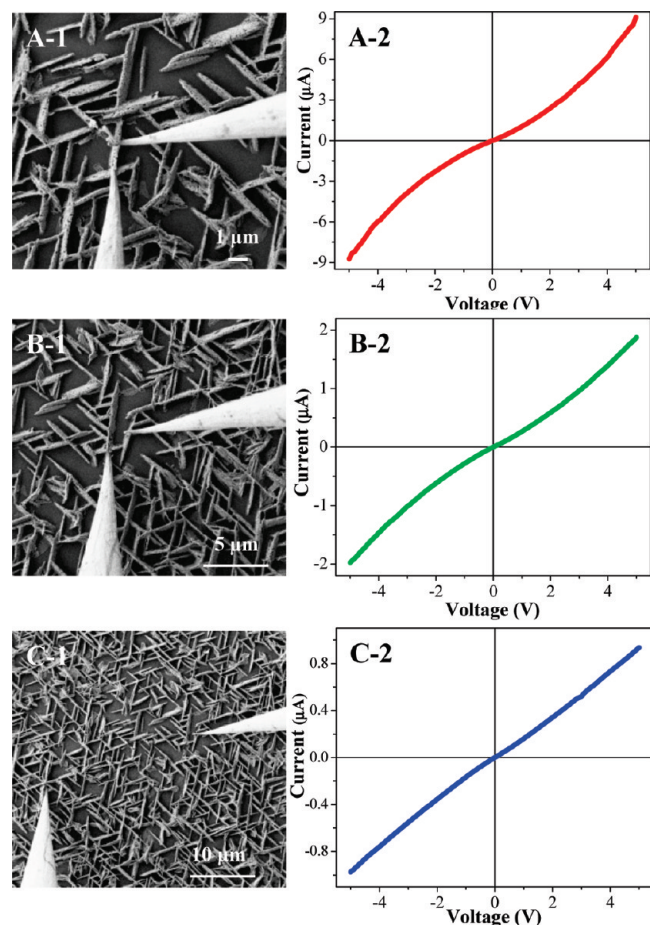 A-1
1 μm
A-2
Current (μA)
9
6
3
0
-3
-6
-9
-4 -2 0 2 4
Voltage (V)
B-1
5 μm
B-2
Current (μA)
2
1
0
-1
-2
-4 -2 0 2 4
Voltage (V)
C-1
10 μm
C-2
Current (μA)
0.8
0.4
0.0
-0.4
-0.8
-4 -2 0 2 4
Voltage (V)